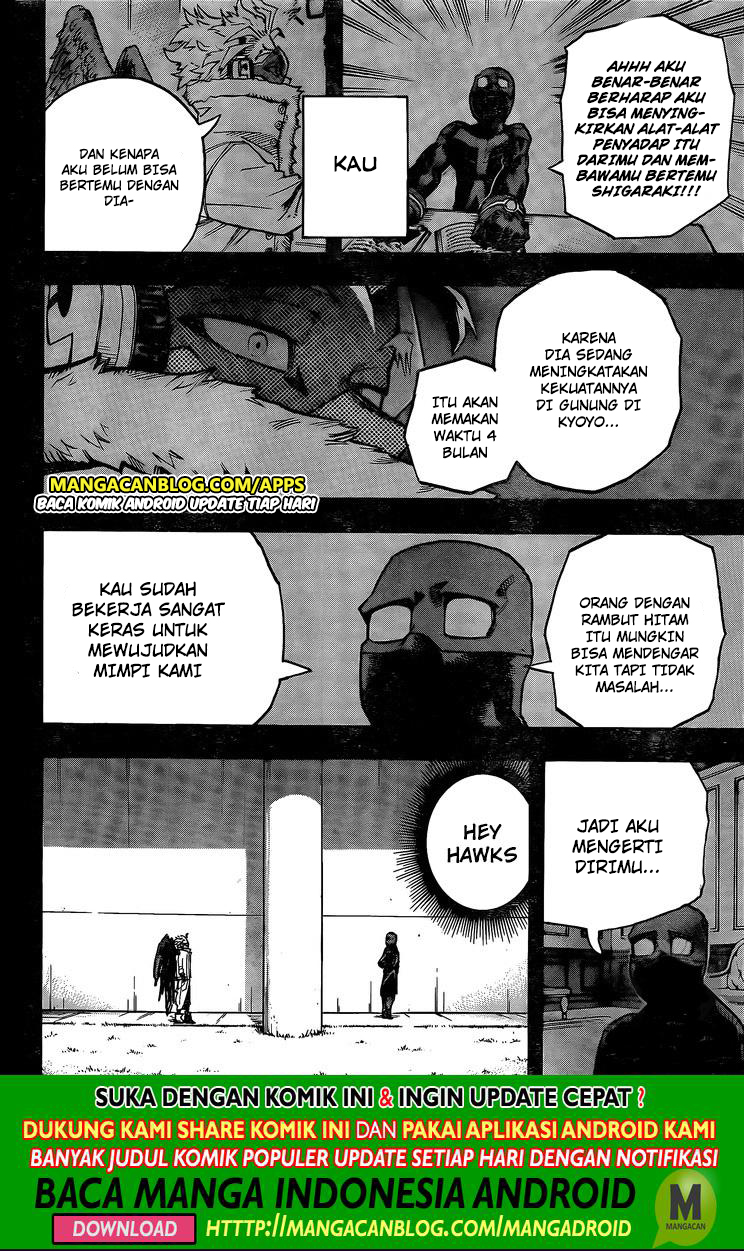 AHHH AKU
BENAR-BENAR
BERHARAP AKU
BISA MENYING-
KIRKAN ALAT-ALAT
PENYADAP ITU
DARIMU DAN MEM-
BAWAMU BERTEMU
SHIGARAKI!!!
KAU
DAN KENAPA
AKU BELUM BISA
BERTEMU DENGAN
DIA-
KARENA
DIA SEDANG
MENINGKATAKAN
KEKUATANNYA
DI GUNUNG DI
KYOYO...
ITU AKAN
MEMAKAN
WAKTU 4
BULAN
MANGACANBLOG.COM/APPS
BACA KOMIK ANDROID UPDATE TIAP HARI
ORANG DENGAN
RAMBUT HITAM
ITU MUNGKIN
BISA MENDENGAR
KITA TAPI TIDAK
MASALAH...
KAU SUDAH
BEKERJA SANGAT
KERAS UNTUK
MEWUJUDKAN
MIMPI KAMI
JADI AKU
MENGERTI
DIRIMU...
HEY
HAWKS
SUKA DENGAN KOMIK INI & INGIN UPDATE CEPAT ?
DUKUNG KAMI SHARE KOMIK INI DAN PAKAI APLIKASI ANDROID KAMI
BANYAK JUDUL KOMIK POPULER UPDATE SETIAP HARI DENGAN NOTIFIKASI
BACA MANGA INDONESIA ANDROID
DOWNLOAD HTTTP://MANGACANBLOG.COM/MANGADROID
M
MANGACAN